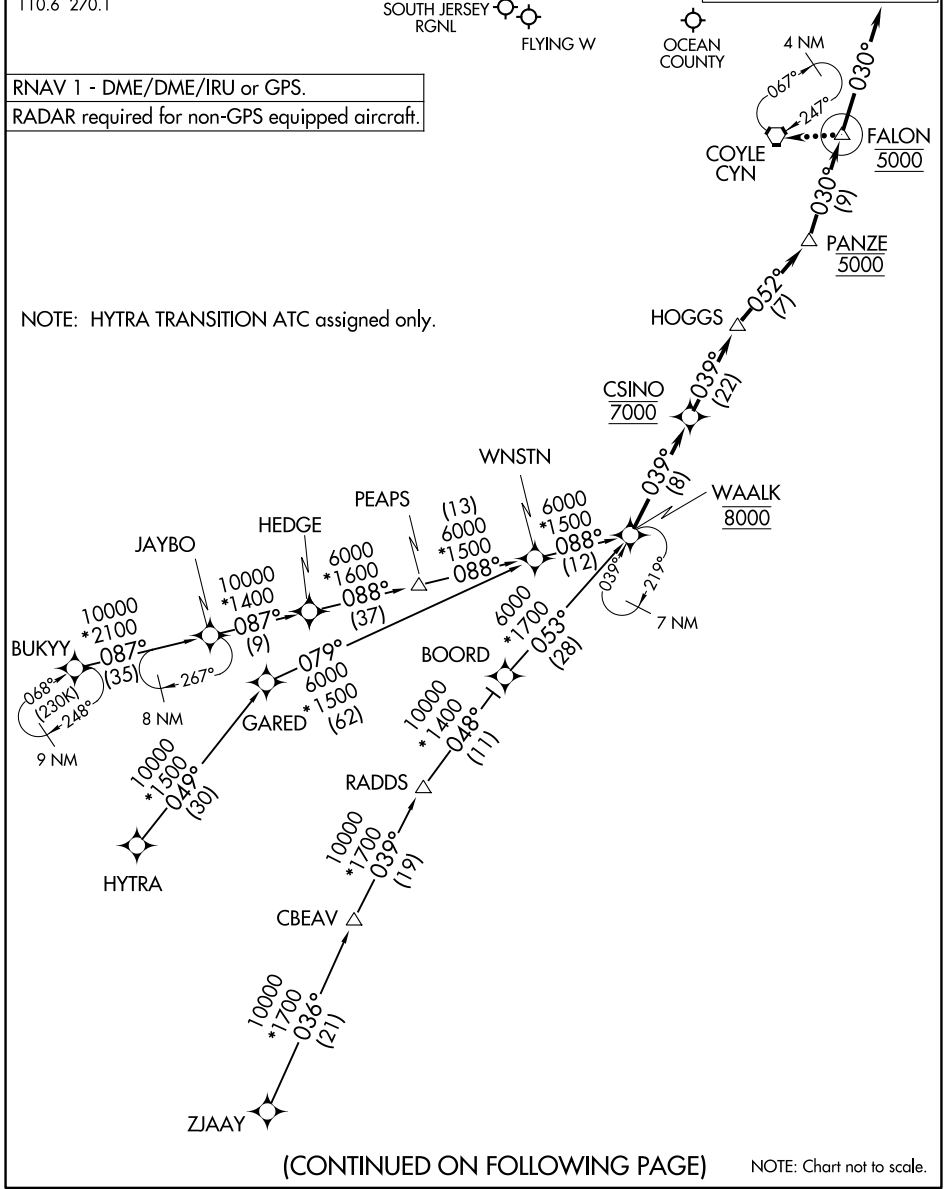 110.6 270.1
SOUTH JERSEY
RGNL
FLYING W
OCEAN
COUNTY
4 NM
030°
RNAV 1 - DME/DME/IRU or GPS.
RADAR required for non-GPS equipped aircraft.
067°
247°
COYLE
CYN
FALON
5000
030°
(9)
PANZE
5000
NOTE: HYTRA TRANSITION ATC assigned only.
HOGGS
052°
(7)
CSINO
7000
039°
(22)
WNSTN
039°
(8)
WAALK
8000
PEAPS
(13)
6000
*1500
088°
6000
*1500
088°
(12)
HEDGE
6000
*1600
088°
(37)
JAYBO
10000
*1400
087°
(9)
039°
219°
7 NM
10000
*2100
087°
(35)
BUKYY
068°
(230K)
248°
9 NM
267°
8 NM
079°
6000
*1500
(62)
GARED
BOORD
6000
*1700
053°
(28)
10000
*1500
049°
(30)
HYTRA
10000
*1400
048°
(11)
RADDS
10000
*1700
039°
(19)
CBEAV
10000
*1700
036°
(21)
ZJAAY
(CONTINUED ON FOLLOWING PAGE)
NOTE: Chart not to scale.